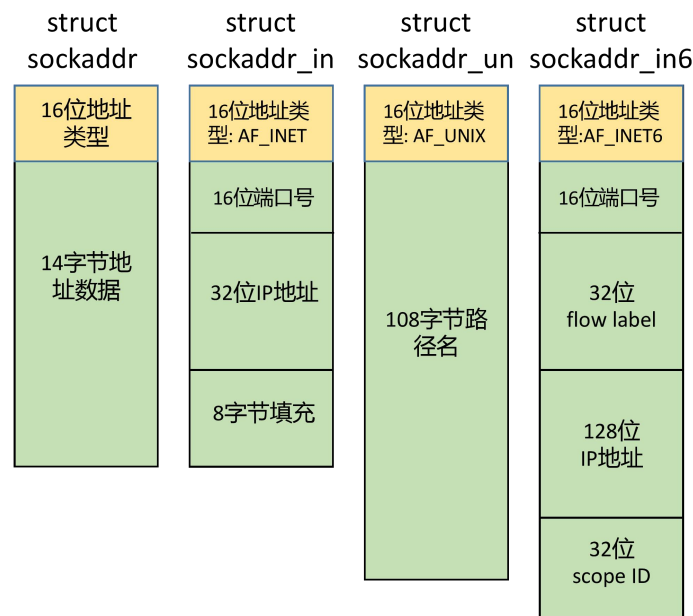 struct
sockaddr
16位地址
类型
14字节地
址数据
struct
sockaddr_in
16位地址类
型: AF_INET
16位端口号
32位IP地址
8字节填充
struct
sockaddr_un
16位地址类
型: AF_UNIX
108字节路
径名
struct
sockaddr_in6
16位地址类
型:AF_INET6
16位端口号
32位
flow label
128位
IP地址
32位
scope ID